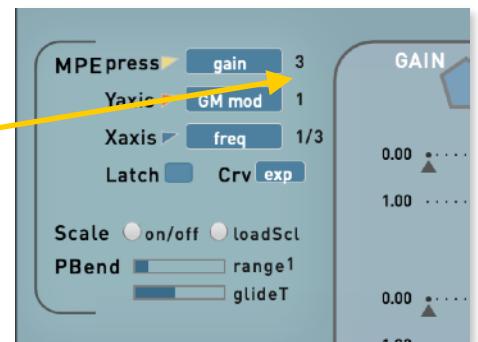 MPE press gain 3
Yaxis GM mod 1
Xaxis freq 1/3
Latch Crv exp
Scale on/off loadScl
PBend range1
glideT
GAIN
0.00
1.00
0.00